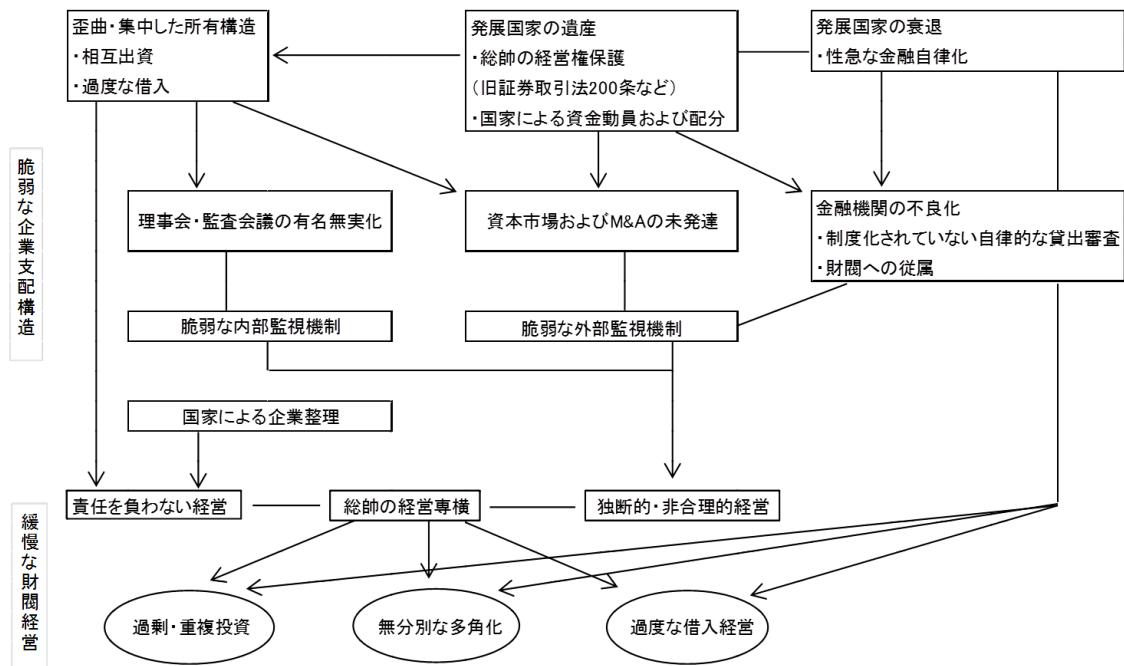 歪曲・集中した所有構造
・相互出資
・過度な借入
発展国家の遺産
・総帥の経営権保護
（旧証券取引法200条など）
・国家による資金動員および配分
発展国家の衰退
・性急な金融自律化
脆弱な企業支配構造
理事会・監査会議の有名無実化
資本市場およびM&Aの未発達
金融機関の不良化
・制度化されていない自律的な貸出審査
・財閥への従属
脆弱な内部監視機制
脆弱な外部監視機制
国家による企業整理
緩慢な財閥経営
責任を負わない経営
総帥の経営専横
独断的・非合理的経営
過剰・重複投資
無分別な多角化
過度な借入経営